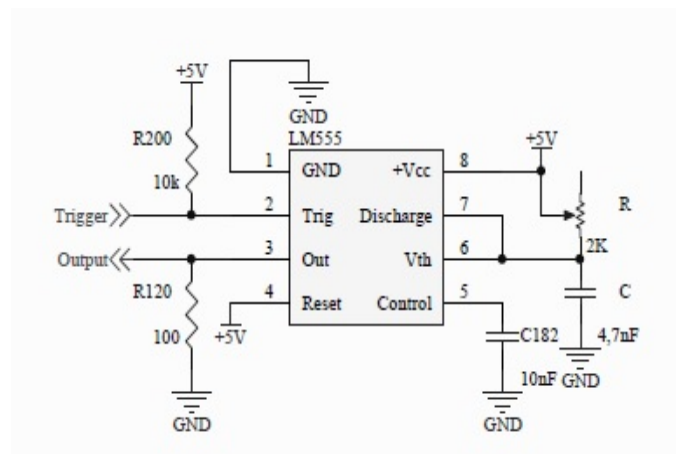 +5V
GND
LM555
R200
10k
+5V
1 GND +Vcc 8
R
Trigger 2 Trig Discharge 7
2K
Output 3 Out Vth 6
R120
100
4 Reset Control 5
C
+5V
C182
4,7nF
10nF
GND
GND
GND